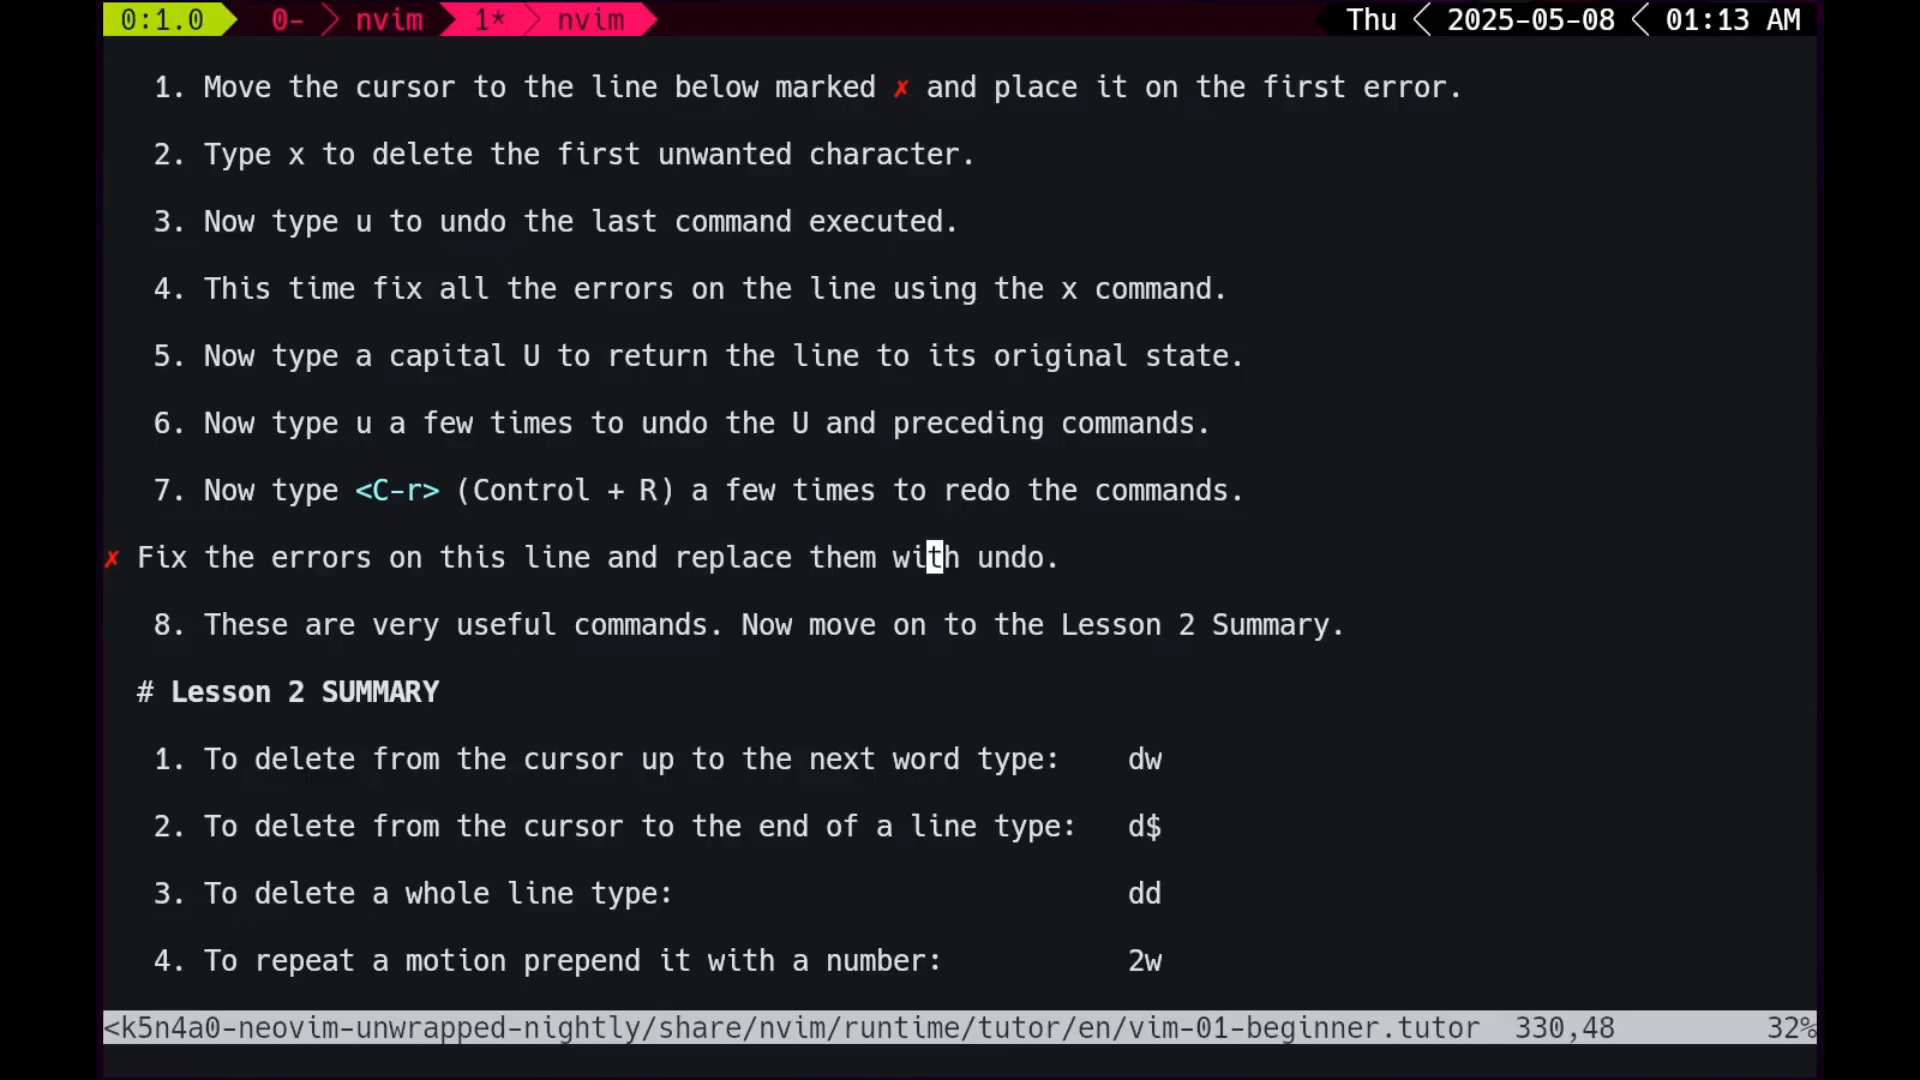 0:1.0 0- nvim 1* nvim Thu 2025-05-08 01:13 AM
1. Move the cursor to the line below marked ✗ and place it on the first error.
2. Type x to delete the first unwanted character.
3. Now type u to undo the last command executed.
4. This time fix all the errors on the line using the x command.
5. Now type a capital U to return the line to its original state.
6. Now type u a few times to undo the U and preceding commands.
7. Now type <C-r> (Control + R) a few times to redo the commands.
✗ Fix the errors on this line and replace them with undo.
8. These are very useful commands. Now move on to the Lesson 2 Summary.
# Lesson 2 SUMMARY
1. To delete from the cursor up to the next word type: dw
2. To delete from the cursor to the end of a line type: d$
3. To delete a whole line type: dd
4. To repeat a motion prepend it with a number: 2w
<k5n4a0-neovim-unwrapped-nightly/share/nvim/runtime/tutor/en/vim-01-beginner.tutor 330,48 32%